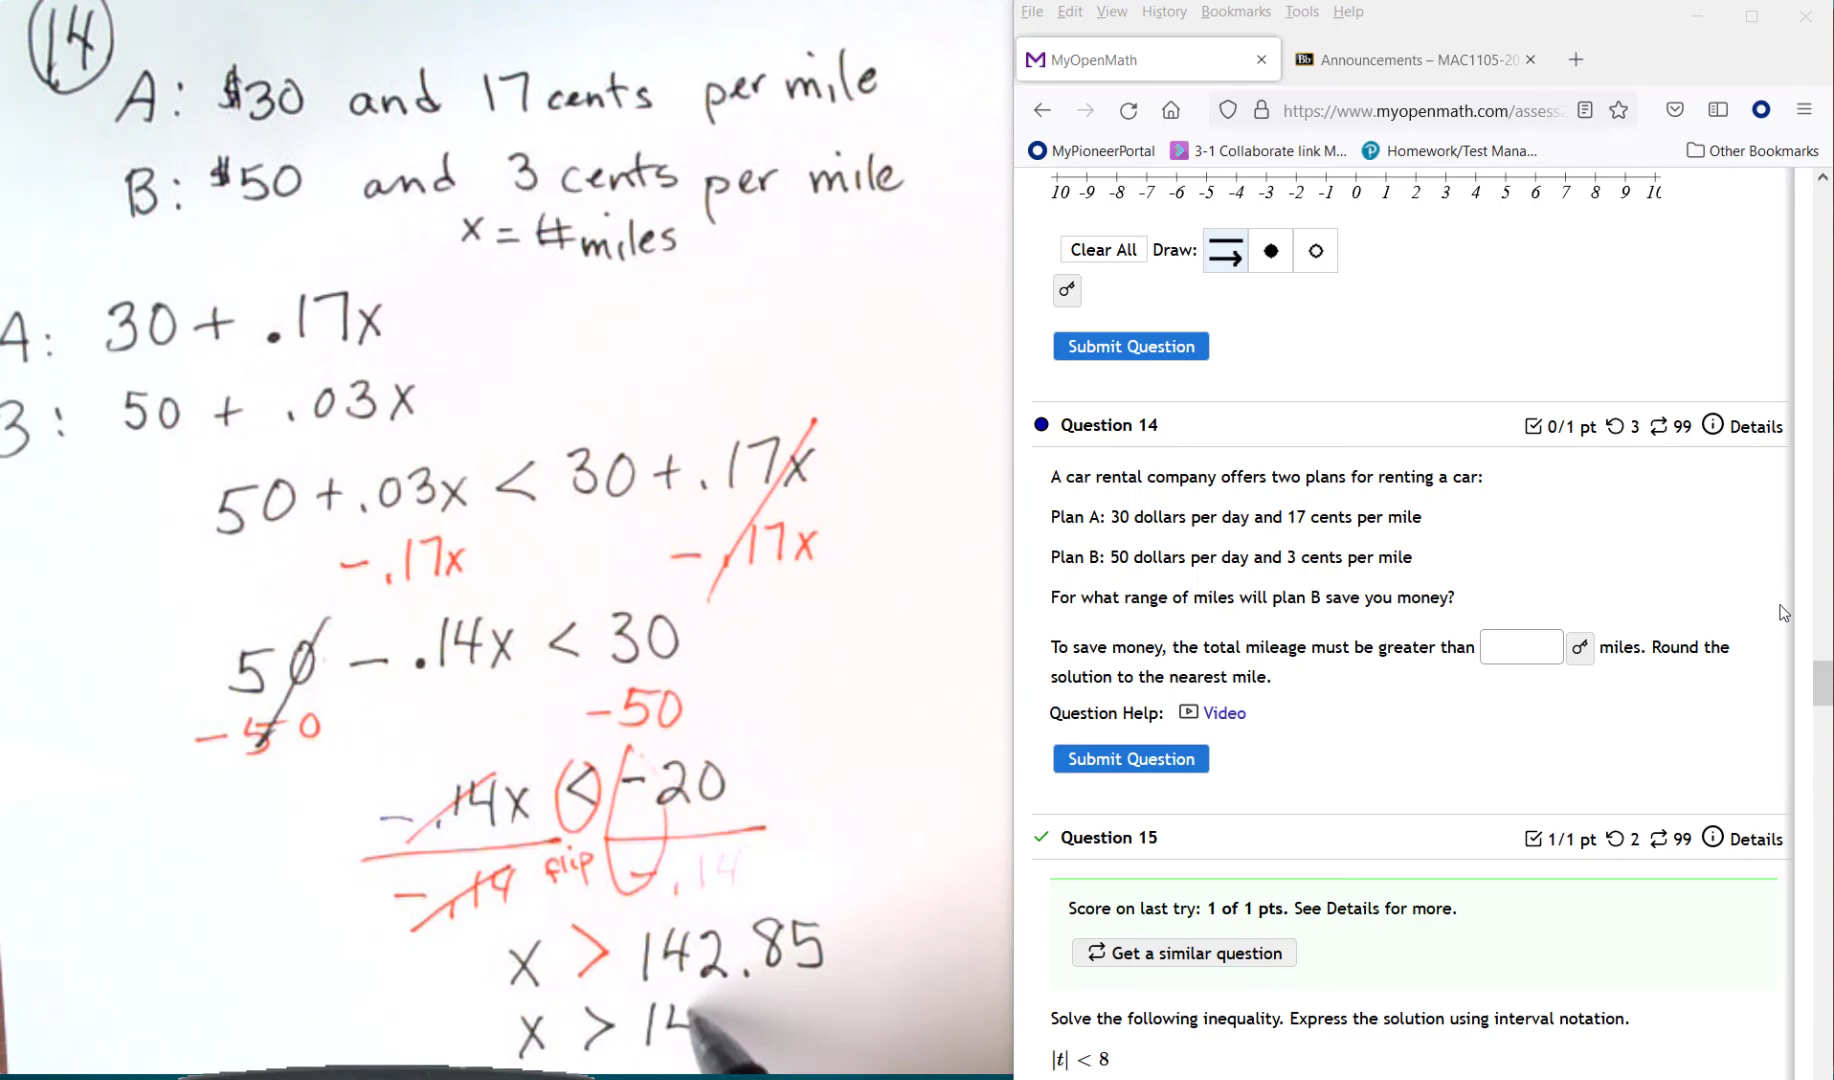 14
A: $30 and 17 cents per mile
B: $50 and 3 cents per mile
x = # miles
A: 30 + .17x
B: 50 + .03x
50 + .03x < 30 + .17x
- .17x - .17x
50 - .14x < 30
- 50 - 50
- .14x < - 20
- .14 flip - .14
x > 142.85
x > 14
File Edit View History Bookmarks Tools Help
MyOpenMath
Announcements – MAC1105-20
https://www.myopenmath.com/assess
MyPioneerPortal 3-1 Collaborate link M... Homework/Test Mana... Other Bookmarks
10 -9 -8 -7 -6 -5 -4 -3 -2 -1 0 1 2 3 4 5 6 7 8 9 10
Clear All Draw:
Submit Question
Question 14 0/1 pt 3 99 Details
A car rental company offers two plans for renting a car:
Plan A: 30 dollars per day and 17 cents per mile
Plan B: 50 dollars per day and 3 cents per mile
For what range of miles will plan B save you money?
To save money, the total mileage must be greater than miles. Round the
solution to the nearest mile.
Question Help: Video
Submit Question
Question 15 1/1 pt 2 99 Details
Score on last try: 1 of 1 pts. See Details for more.
Get a similar question
Solve the following inequality. Express the solution using interval notation.
|t| < 8